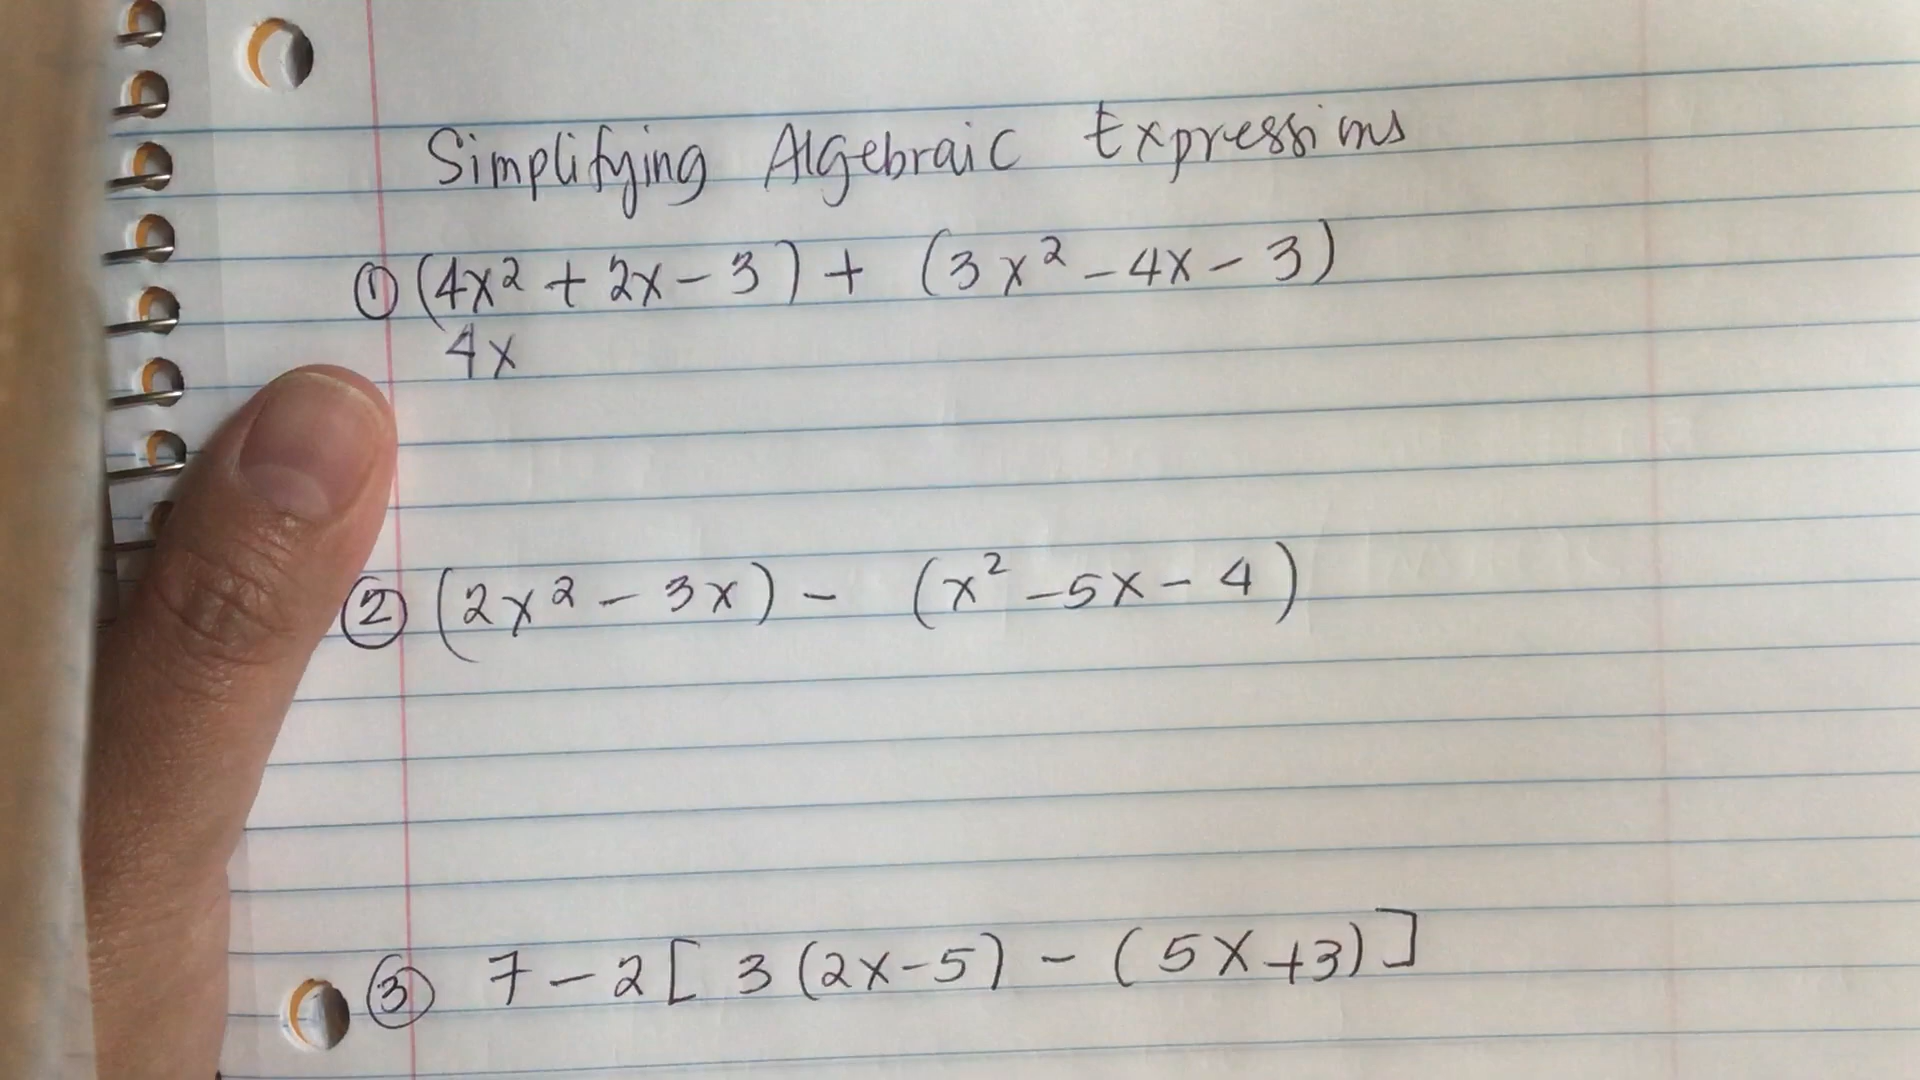 Simplifying Algebraic Expressions
① (4x² + 2x - 3) + (3x² - 4x - 3)
4x
② (2x² - 3x) - (x² - 5x - 4)
③ 7 - 2[3(2x-5) - (5x+3)]